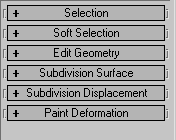 + Selection
+ Soft Selection
+ Edit Geometry
+ Subdivision Surface
+ Subdivision Displacement
+ Paint Deformation